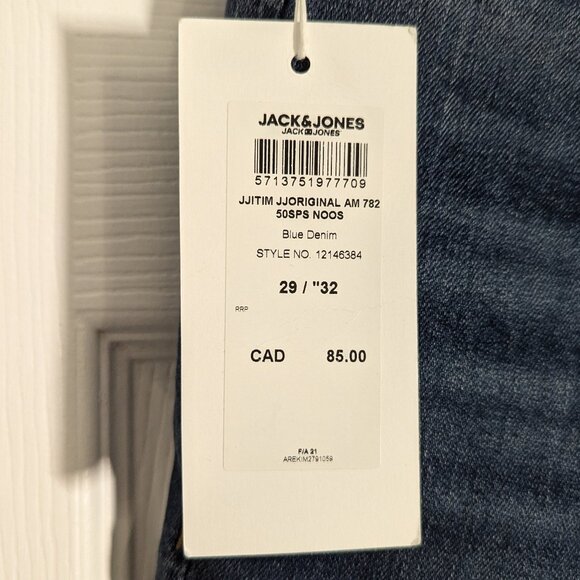 JACK&JONES
JACK JONES
5713751977709
JJITIM JJORIGINAL AM 782
50SPS NOOS
Blue Denim
STYLE NO. 12146384
29 / "32
RRP
CAD 85.00
F/A 21
AREKIM2791059